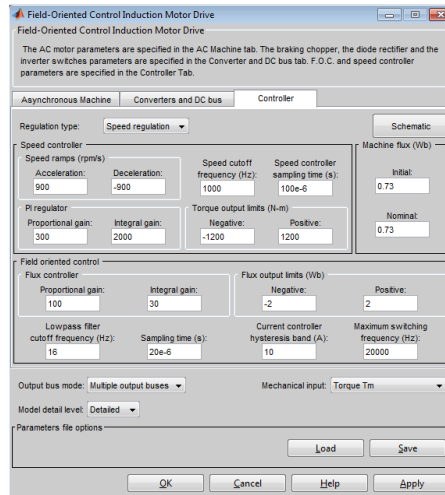 Field-Oriented Control Induction Motor Drive
Field-Oriented Control Induction Motor Drive
The AC motor parameters are specified in the AC Machine tab. The braking chopper, the diode rectifier and the
inverter switches parameters are specified in the Converter and DC bus tab. F.O.C. and speed controller
parameters are specified in the Controller Tab.
Asynchronous Machine Converters and DC bus Controller
Regulation type: Speed regulation Schematic
Speed controller Machine flux (Wb)
Speed ramps (rpm/s)
Acceleration: Deceleration:
900 -900
Speed cutoff
frequency (Hz):
1000
Speed controller
sampling time (s):
100e-6
Initial:
0.73
PI regulator
Proportional gain: Integral gain:
300 2000
Torque output limits (N-m)
Negative: Positive:
-1200 1200
Nominal:
0.73
Field oriented control
Flux controller
Proportional gain: Integral gain:
100 30
Flux output limits (Wb)
Negative: Positive:
-2 2
Lowpass filter
cutoff frequency (Hz):
16
Sampling time (s):
20e-6
Current controller
hysteresis band (A):
10
Maximum switching
frequency (Hz):
20000
Output bus mode: Multiple output buses Mechanical input: Torque Tm
Model detail level: Detailed
Parameters file options
Load Save
OK Cancel Help Apply